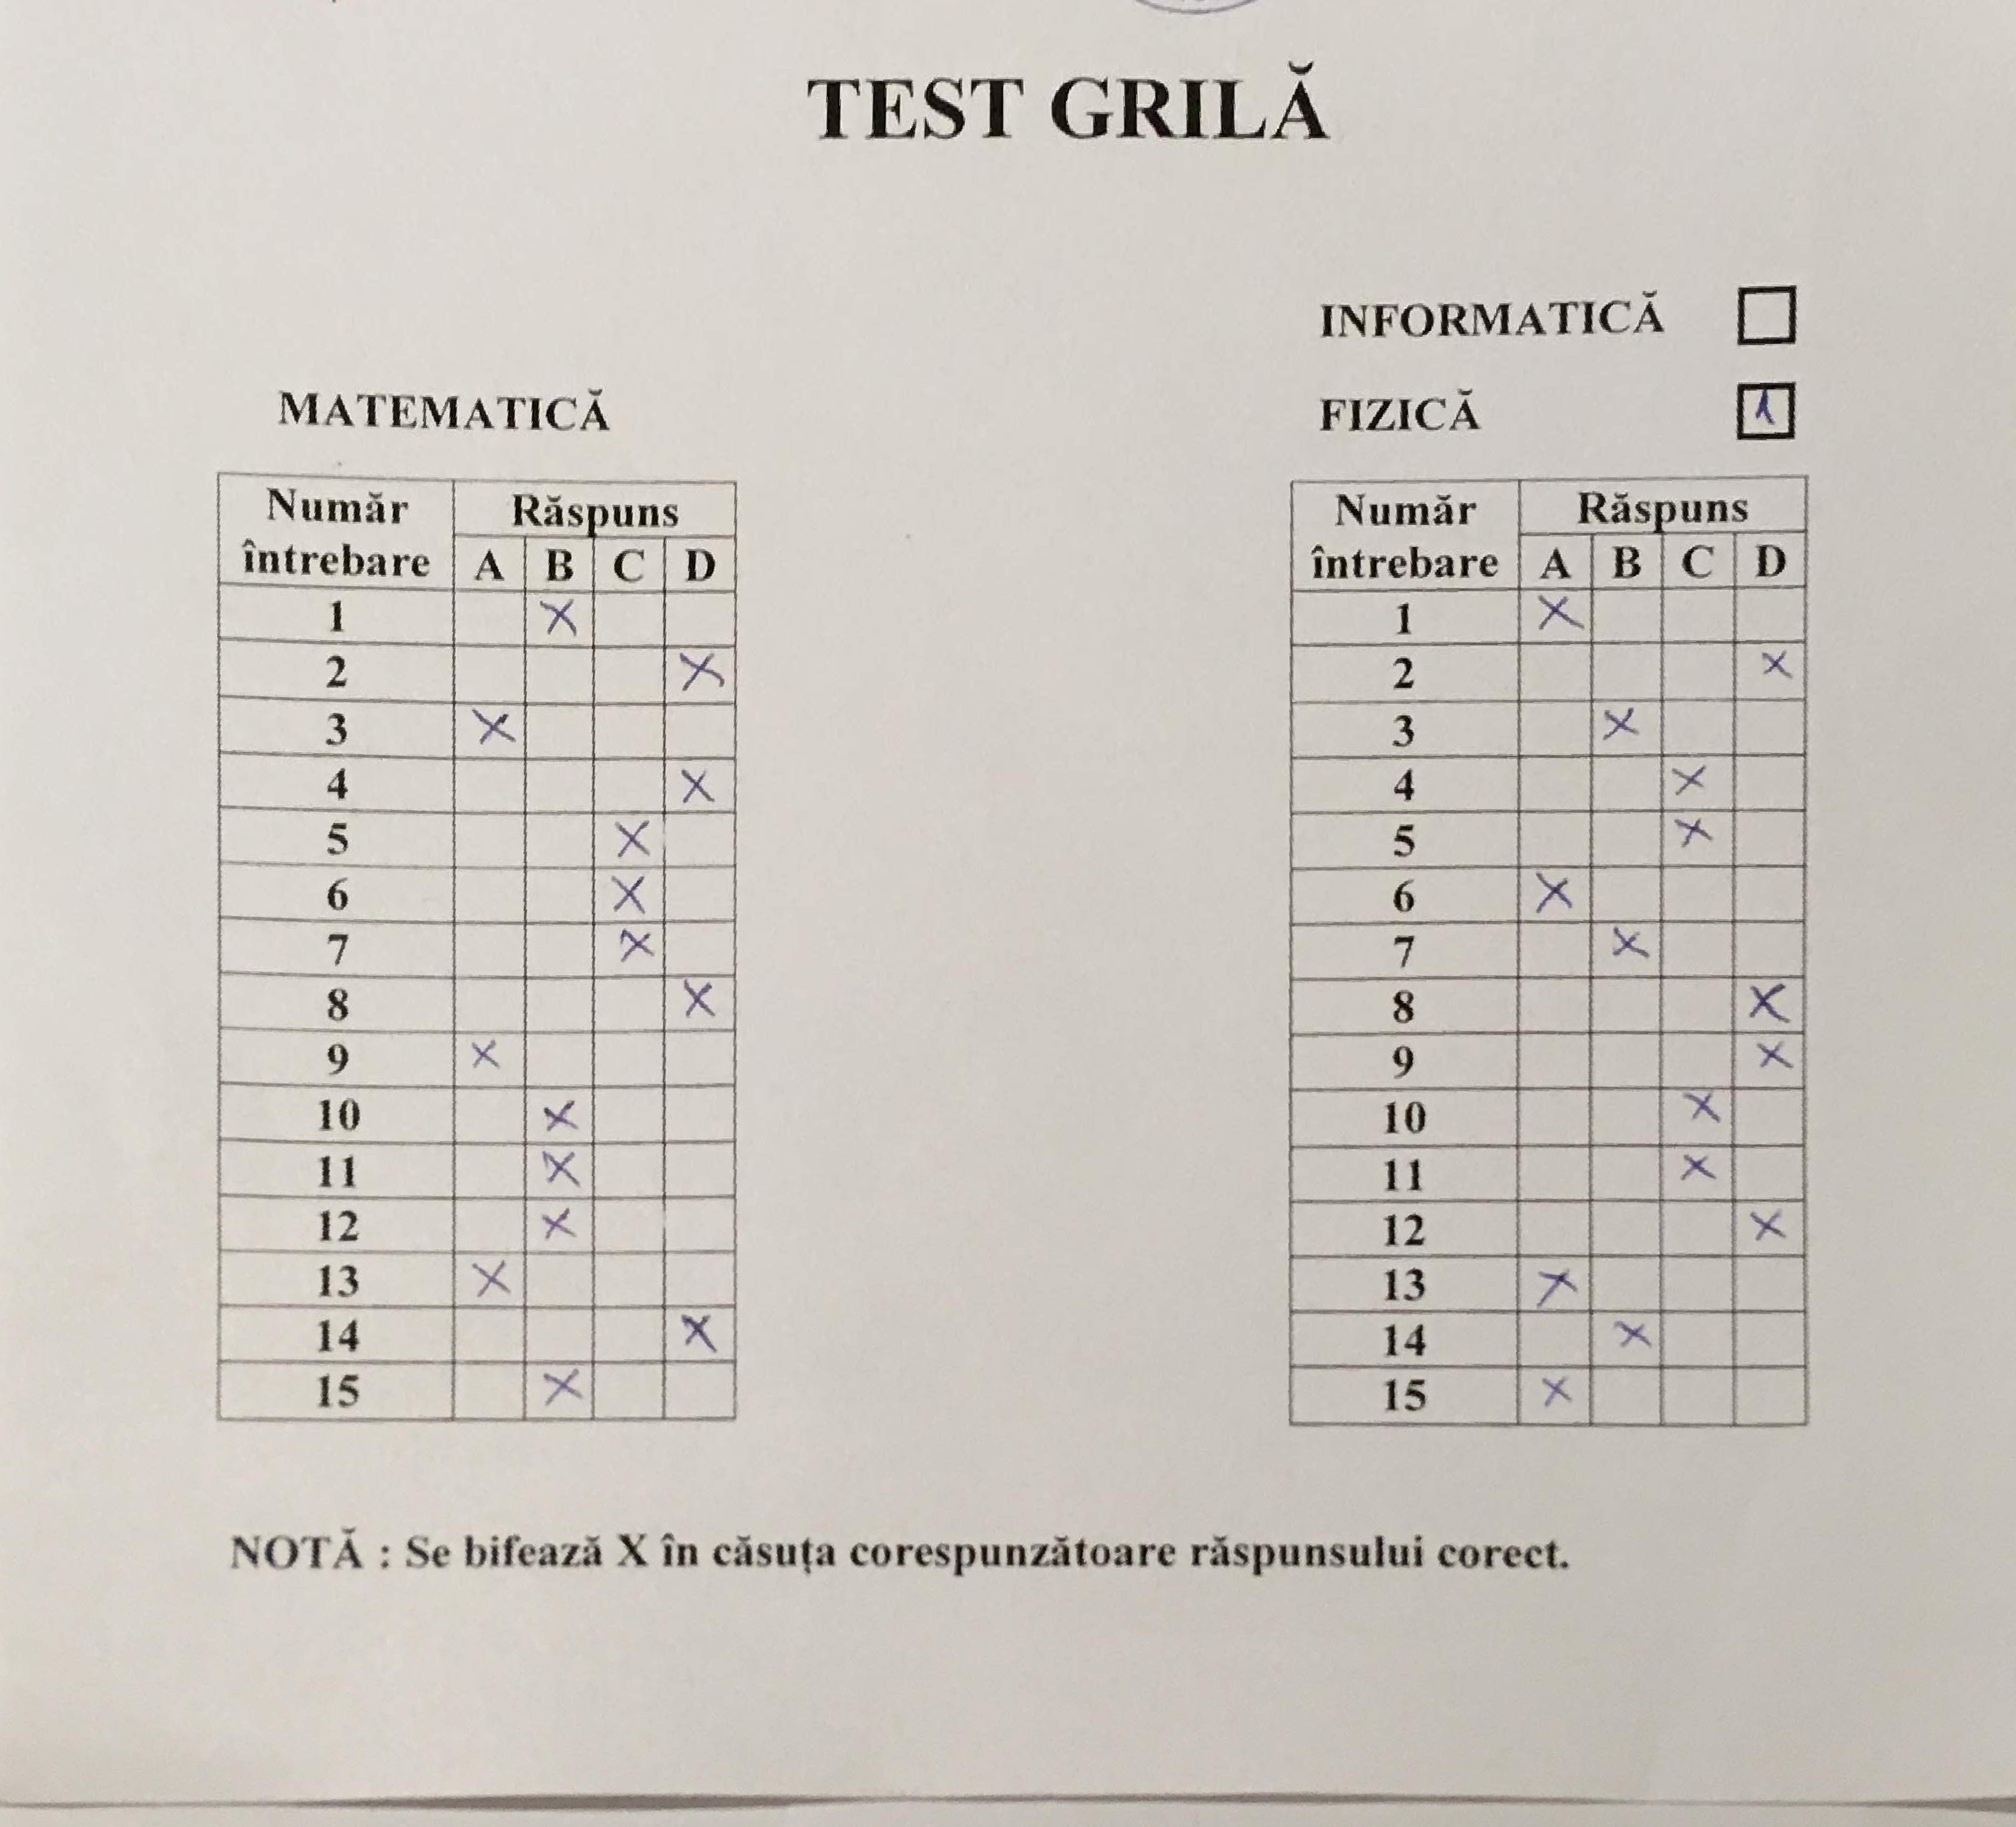 TEST GRILĂ
INFORMATICĂ
MATEMATICĂ
FIZICĂ 1
Număr întrebare Răspuns
A B C D
1 X
2 X
3 X
4 X
5 X
6 X
7 X
8 X
9 X
10 X
11 X
12 X
13 X
14 X
15 X
Număr întrebare Răspuns
A B C D
1 X
2 X
3 X
4 X
5 X
6 X
7 X
8 X
9 X
10 X
11 X
12 X
13 X
14 X
15 X
NOTĂ : Se bifează X în căsuța corespunzătoare răspunsului corect.